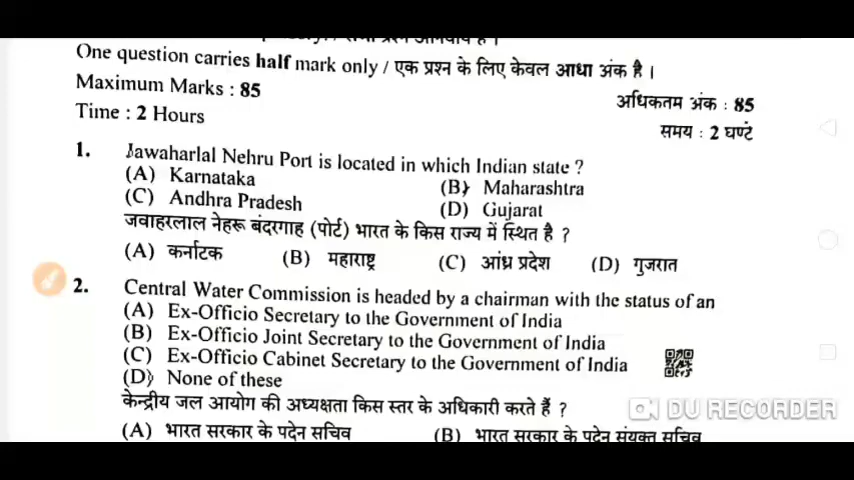 One question carries half mark only / एक प्रश्न के लिए केवल आधा अंक है ।
Maximum Marks : 85
अधिकतम अंक : 85
Time : 2 Hours
समय : 2 घण्टे
1. Jawaharlal Nehru Port is located in which Indian state ?
(A) Karnataka (B) Maharashtra
(C) Andhra Pradesh (D) Gujarat
जवाहरलाल नेहरू बंदरगाह (पोर्ट) भारत के किस राज्य में स्थित है ?
(A) कर्नाटक (B) महाराष्ट्र (C) आंध्र प्रदेश (D) गुजरात
2. Central Water Commission is headed by a chairman with the status of an
(A) Ex-Officio Secretary to the Government of India
(B) Ex-Officio Joint Secretary to the Government of India
(C) Ex-Officio Cabinet Secretary to the Government of India
(D) None of these
केन्द्रीय जल आयोग की अध्यक्षता किस स्तर के अधिकारी करते हैं ?
DU RECORDER
(A) भारत सरकार के पदेन सचिव (B) भारत सरकार के पदेन संयुक्त सचिव